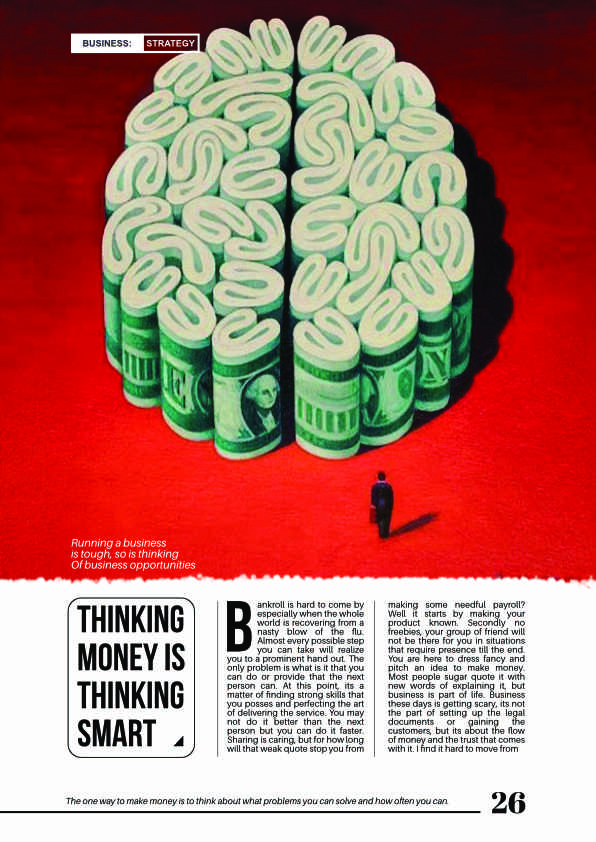 BUSINESS: STRATEGY
E
O
N
Running a business
is tough, so is thinking
Of business opportunities
THINKING
MONEY IS
THINKING
SMART
Bankroll is hard to come by
especially when the whole
world is recovering from a
nasty blow of the flu.
Almost every possible step
you can take will realize
you to a prominent hand out. The
only problem is what is it that you
can do or provide that the next
person can. At this point, its a
matter of finding strong skills that
you posses and perfecting the art
of delivering the service. You may
not do it better than the next
person but you can do it faster.
Sharing is caring, but for how long
will that weak quote stop you from
making some needful payroll?
Well it starts by making your
product known. Secondly no
freebies, your group of friend will
not be there for you in situations
that require presence till the end.
You are here to dress fancy and
pitch an idea to make money.
Most people sugar quote it with
new words of explaining it, but
business is part of life. Business
these days is getting scary, its not
the part of setting up the legal
documents or gaining the
customers, but its about the flow
of money and the trust that comes
with it. I find it hard to move from
The one way to make money is to think about what problems you can solve and how often you can.
26